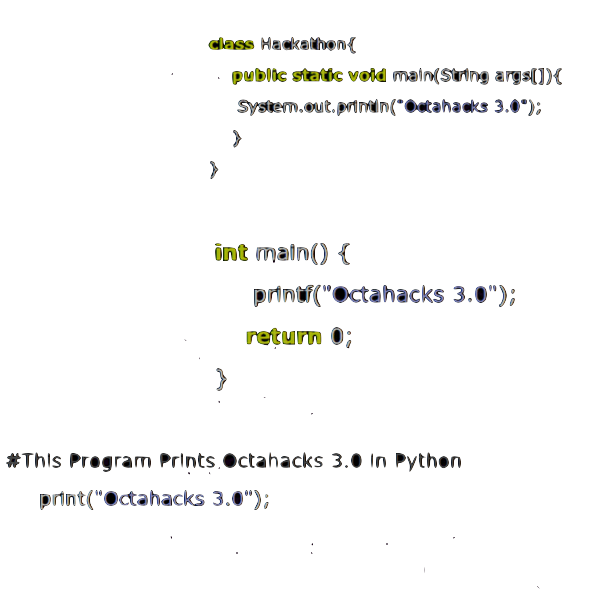 class Hackathon{
public static void main(String args[]){
System.out.println("Octahacks 3.0");
}
}
int main() {
printf("Octahacks 3.0");
return 0;
}
#This Program Prints Octahacks 3.0 in Python
print("Octahacks 3.0");